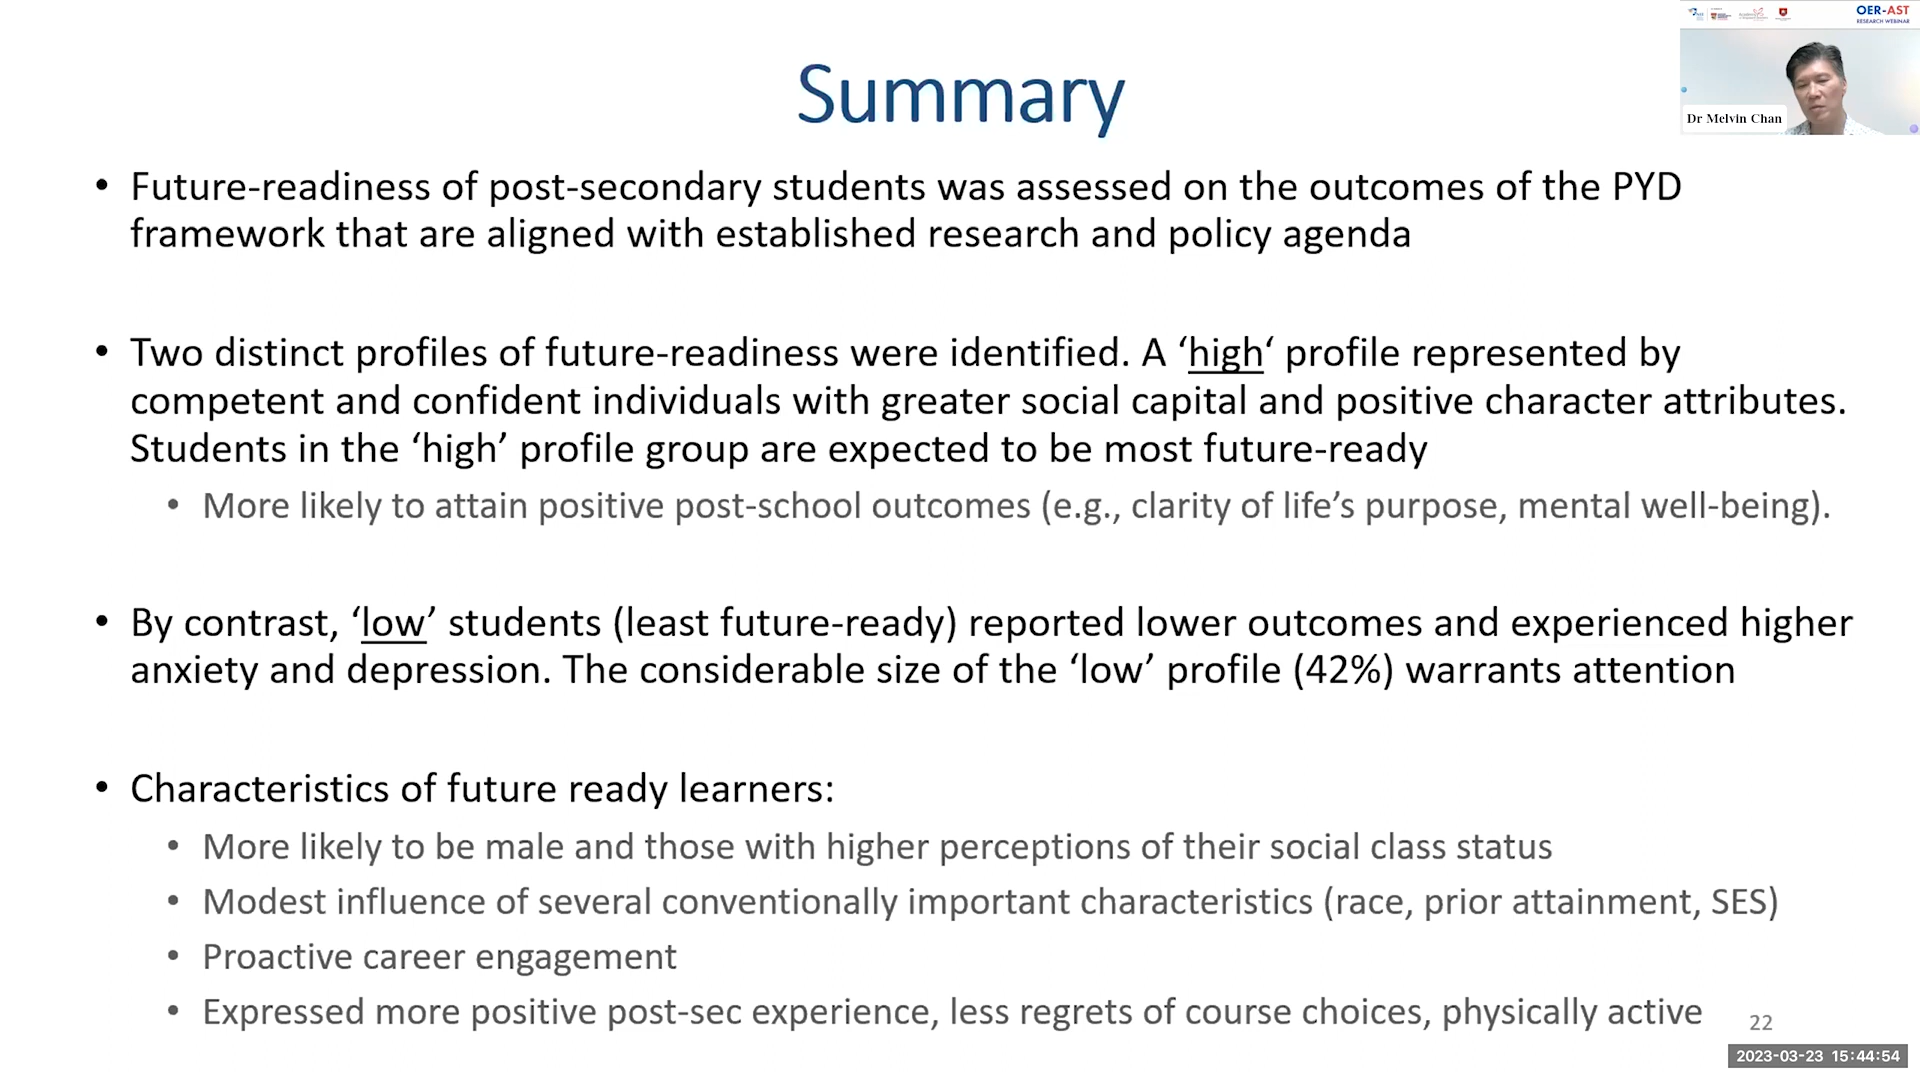 OER-AST
RESEARCH WEBINAR
Dr Melvin Chan
Summary
• Future-readiness of post-secondary students was assessed on the outcomes of the PYD
framework that are aligned with established research and policy agenda
• Two distinct profiles of future-readiness were identified. A ‘high‘ profile represented by
competent and confident individuals with greater social capital and positive character attributes.
Students in the ‘high’ profile group are expected to be most future-ready
• More likely to attain positive post-school outcomes (e.g., clarity of life’s purpose, mental well-being).
• By contrast, ‘low’ students (least future-ready) reported lower outcomes and experienced higher
anxiety and depression. The considerable size of the ‘low’ profile (42%) warrants attention
• Characteristics of future ready learners:
• More likely to be male and those with higher perceptions of their social class status
• Modest influence of several conventionally important characteristics (race, prior attainment, SES)
• Proactive career engagement
• Expressed more positive post-sec experience, less regrets of course choices, physically active
22
2023-03-23 15:44:54